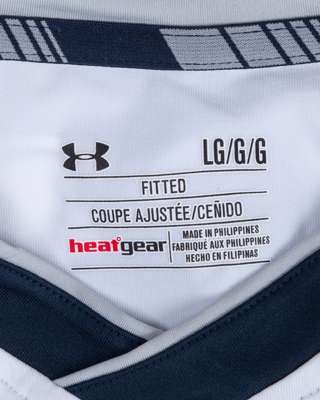 LG/G/G
FITTED
COUPE AJUSTÉE/CEÑIDO
heatgear
MADE IN PHILIPPINES
FABRIQUÉ AUX PHILIPPINES
HECHO EN FILIPINAS